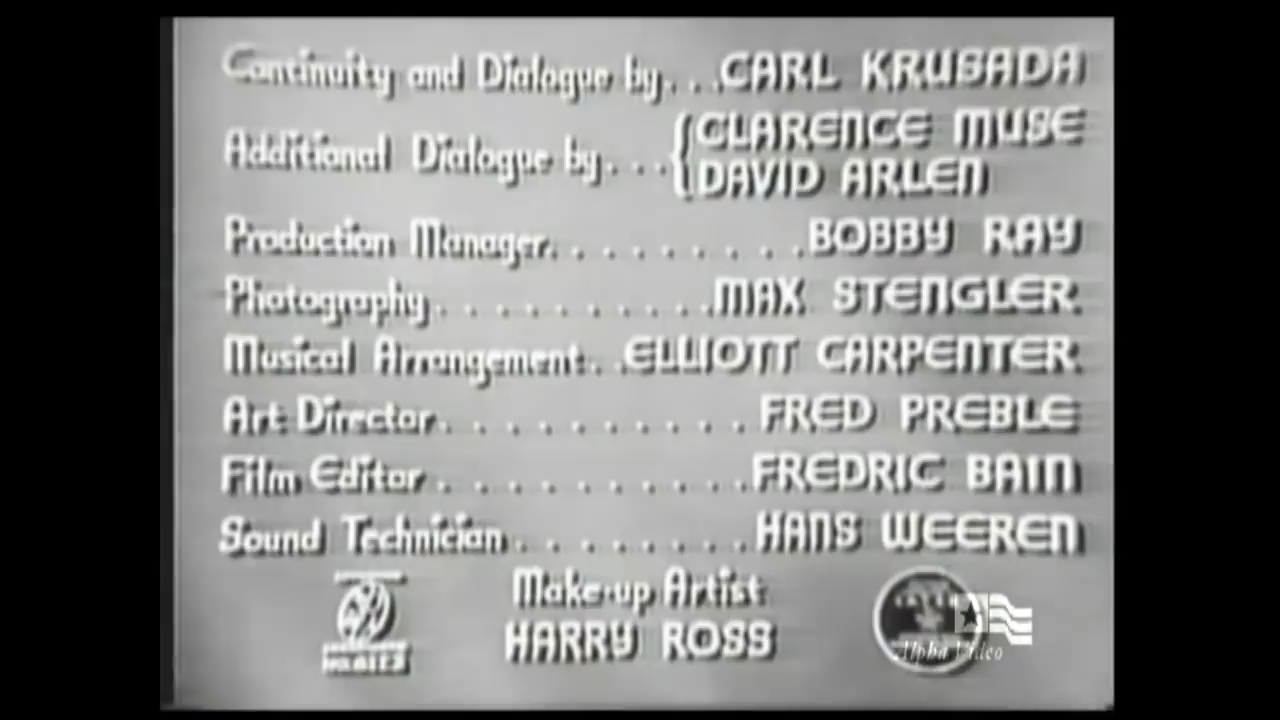 Continuity and Dialogue by. . .CARL KRUSADA
Additional Dialogue by. . . { CLARENCE MUSE
DAVID ARLEN
Production Manager. . . . . . . . .BOBBY RAY
Photography. . . . . . . . . . .MAX STENGLER
Musical Arrangement. . .ELLIOTT CARPENTER
Art Director. . . . . . . . . . FRED PREBLE
Film Editor . . . . . . . . . .FREDRIC BAIN
Sound Technician . . . . . . . .HANS WEEREN
Make-up Artist
HARRY ROSS
Alpha Video